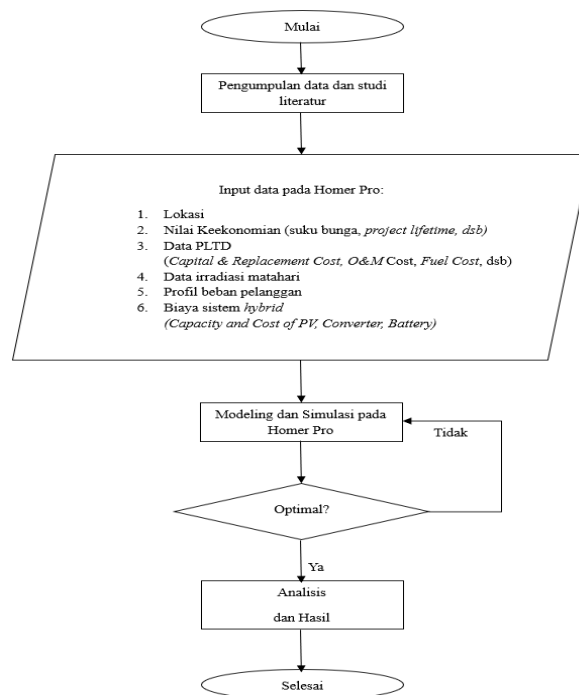 Mulai
Pengumpulan data dan studi
literatur
Input data pada Homer Pro:
1. Lokasi
2. Nilai Keekonomian (suku bunga, project lifetime, dsb)
3. Data PLTD
(Capital & Replacement Cost, O&M Cost, Fuel Cost, dsb)
4. Data irradiasi matahari
5. Profil beban pelanggan
6. Biaya sistem hybrid
(Capacity and Cost of PV, Converter, Battery)
Modeling dan Simulasi pada
Homer Pro
Tidak
Optimal?
Ya
Analisis
dan Hasil
Selesai